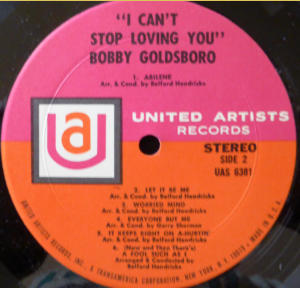 "I CAN'T
STOP LOVING YOU"
BOBBY GOLDSBORO
1. ABILENE
Arr. & Cond. by Belford Hendricks
ua
UNITED ARTISTS
RECORDS
STEREO
SIDE 2
UAS 6381
2. LET IT BE ME
Arr. & Cond. by Belford Hendricks
3. WORRIED MIND
Arr. & Cond. by Belford Hendricks
4. EVERYONE BUT ME
Arr. & Cond. by Garry Sherman
5. IT KEEPS RIGHT ON A-HURTIN'
Arr. & Cond. by Belford Hendricks
6. (Now and Then There's)
A FOOL SUCH AS I
Arranged & Conducted by
Belford Hendricks
UNITED ARTISTS RECORDS, INC. • A TRANSAMERICA CORPORATION, NEW YORK, N.Y. 10019 • MADE IN U.S.A.